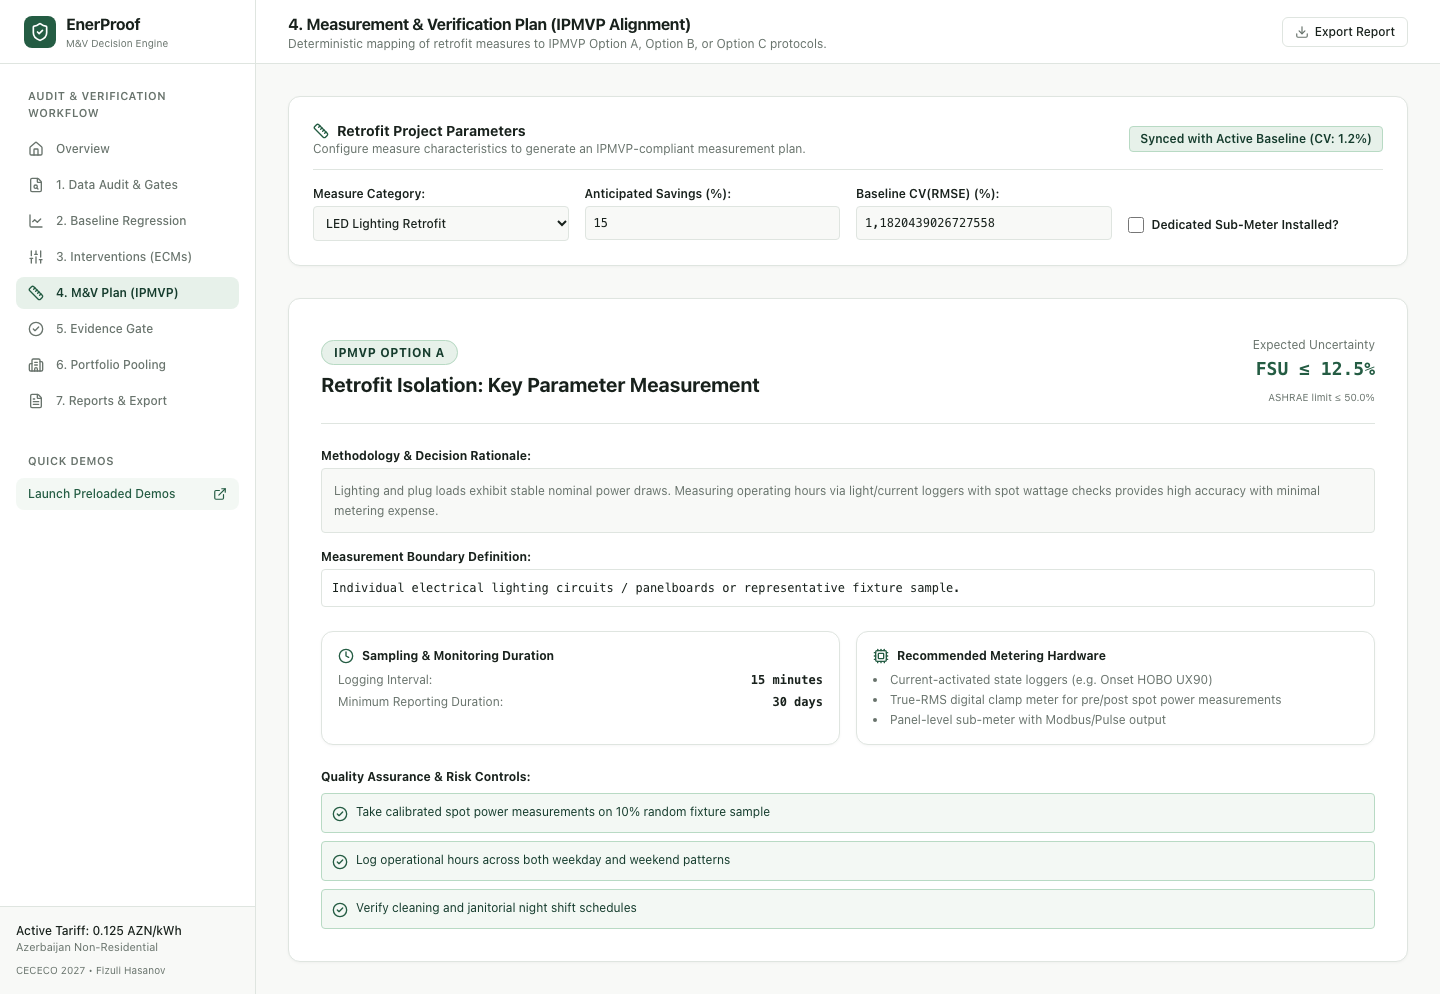 EnerProof
M&V Decision Engine
AUDIT & VERIFICATION
WORKFLOW
Overview
1. Data Audit & Gates
2. Baseline Regression
3. Interventions (ECMs)
4. M&V Plan (IPMVP)
5. Evidence Gate
6. Portfolio Pooling
7. Reports & Export
QUICK DEMOS
Launch Preloaded Demos
Active Tariff: 0.125 AZN/kWh
Azerbaijan Non-Residential
CECECO 2027 • Fizuli Hasanov
4. Measurement & Verification Plan (IPMVP Alignment)
Deterministic mapping of retrofit measures to IPMVP Option A, Option B, or Option C protocols.
Export Report
Retrofit Project Parameters
Configure measure characteristics to generate an IPMVP-compliant measurement plan.
Synced with Active Baseline (CV: 1.2%)
Measure Category:
LED Lighting Retrofit
Anticipated Savings (%):
15
Baseline CV(RMSE) (%):
1,1820439026727558
Dedicated Sub-Meter Installed?
IPMVP OPTION A
Retrofit Isolation: Key Parameter Measurement
Expected Uncertainty
FSU ≤ 12.5%
ASHRAE limit ≤ 50.0%
Methodology & Decision Rationale:
Lighting and plug loads exhibit stable nominal power draws. Measuring operating hours via light/current loggers with spot wattage checks provides high accuracy with minimal
metering expense.
Measurement Boundary Definition:
Individual electrical lighting circuits / panelboards or representative fixture sample.
Sampling & Monitoring Duration
Logging Interval: 15 minutes
Minimum Reporting Duration: 30 days
Recommended Metering Hardware
• Current-activated state loggers (e.g. Onset HOBO UX90)
• True-RMS digital clamp meter for pre/post spot power measurements
• Panel-level sub-meter with Modbus/Pulse output
Quality Assurance & Risk Controls:
Take calibrated spot power measurements on 10% random fixture sample
Log operational hours across both weekday and weekend patterns
Verify cleaning and janitorial night shift schedules